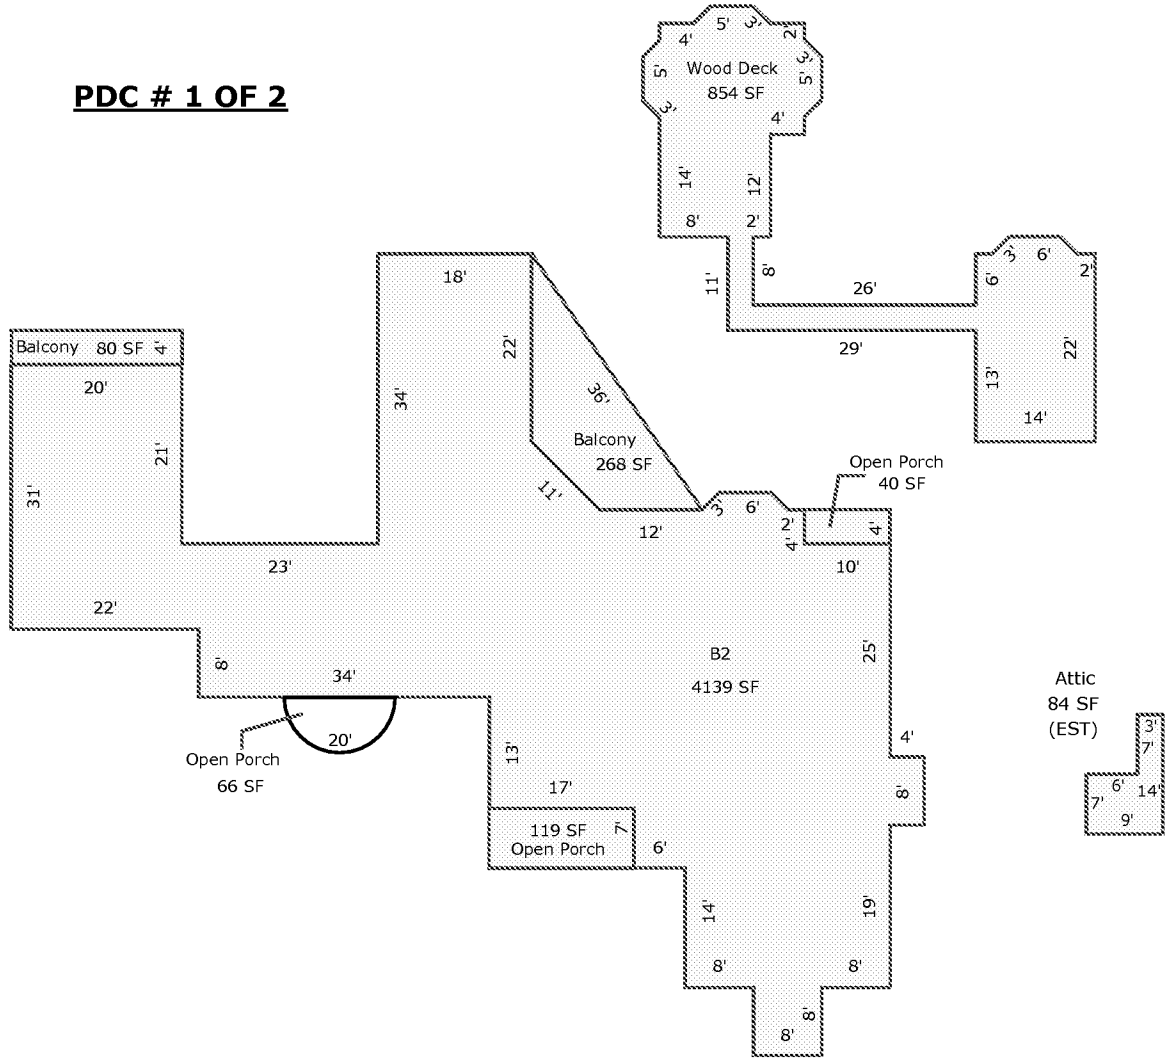 5' 3'
4' 2'
3'
Wood Deck
5' 5'
854 SF
3' 4'
PDC # 1 OF 2
14' 12'
8' 2'
18'
11' 8'
26'
3' 6' 2'
6'
29'
22'
13'
14'
Balcony 80 SF 4'
20'
21'
31'
34'
22'
36'
Balcony
268 SF
11'
12'
3' 6' 2'
4'
Open Porch
40 SF
4'
10'
23'
22'
8'
34'
20'
Open Porch
66 SF
B2
4139 SF
25'
4'
8'
13'
17'
119 SF
Open Porch
7'
6'
14'
19'
8' 8'
8'
8'
Attic
84 SF
(EST)
3'
7'
6'
7' 14'
9'